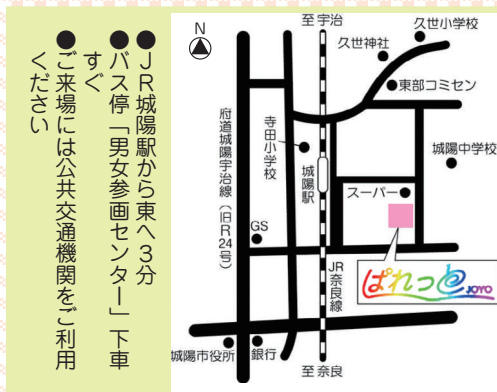 ●ＪＲ城陽駅から東へ３分
●バス停「男女参画センター」下車
すぐ
●ご来場には公共交通機関をご利用
ください
N
至宇治
久世小学校
久世神社
東部コミセン
府道城陽宇治線（旧R24号）
寺田小学校
城陽駅
城陽中学校
スーパー
GS
JR奈良線
ぱれっとJOYO
城陽市役所
銀行
至奈良